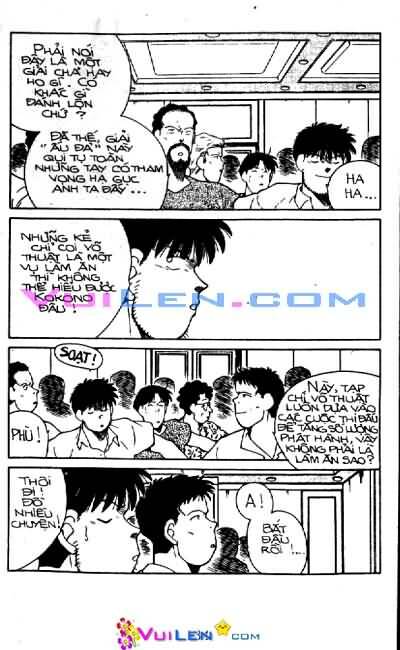 PHẢI NÓI
ĐÂY LÀ MỘT
GIẢI CHẢ HAY
HO GÌ. CÓ
KHÁC GÌ
ĐÁNH LỘN
CHỨ?
ĐÃ THẾ, GIẢI
"ẨU ĐẢ" NÀY
QUI TỤ TOÀN
NHỮNG TAY CÓ THAM
VỌNG HẠ GỤC
ANH TA ĐẤY...
HA
HA...
NHỮNG KẺ
CHỈ COI VÕ
THUẬT LÀ MỘT
VỤ LÀM ĂN
THÌ KHÔNG
THỂ HIỂU ĐƯỢC
KOKONO
ĐÂU!
VUILEN.COM
SOẠT!
PHÙ!
NÀY, TẠP
CHÍ VÕ THUẬT
LUÔN DỰA VÀO
CÁC CUỘC THI ĐẤU
ĐỂ TĂNG SỐ LƯỢNG
PHÁT HÀNH, VẬY
KHÔNG PHẢI LÀ
LÀM ĂN SAO?
THÔI
ĐI!
ĐỒ
NHIỀU
CHUYỆN!
A!
BẮT
ĐẦU
RỒI!...
VUILEN.COM